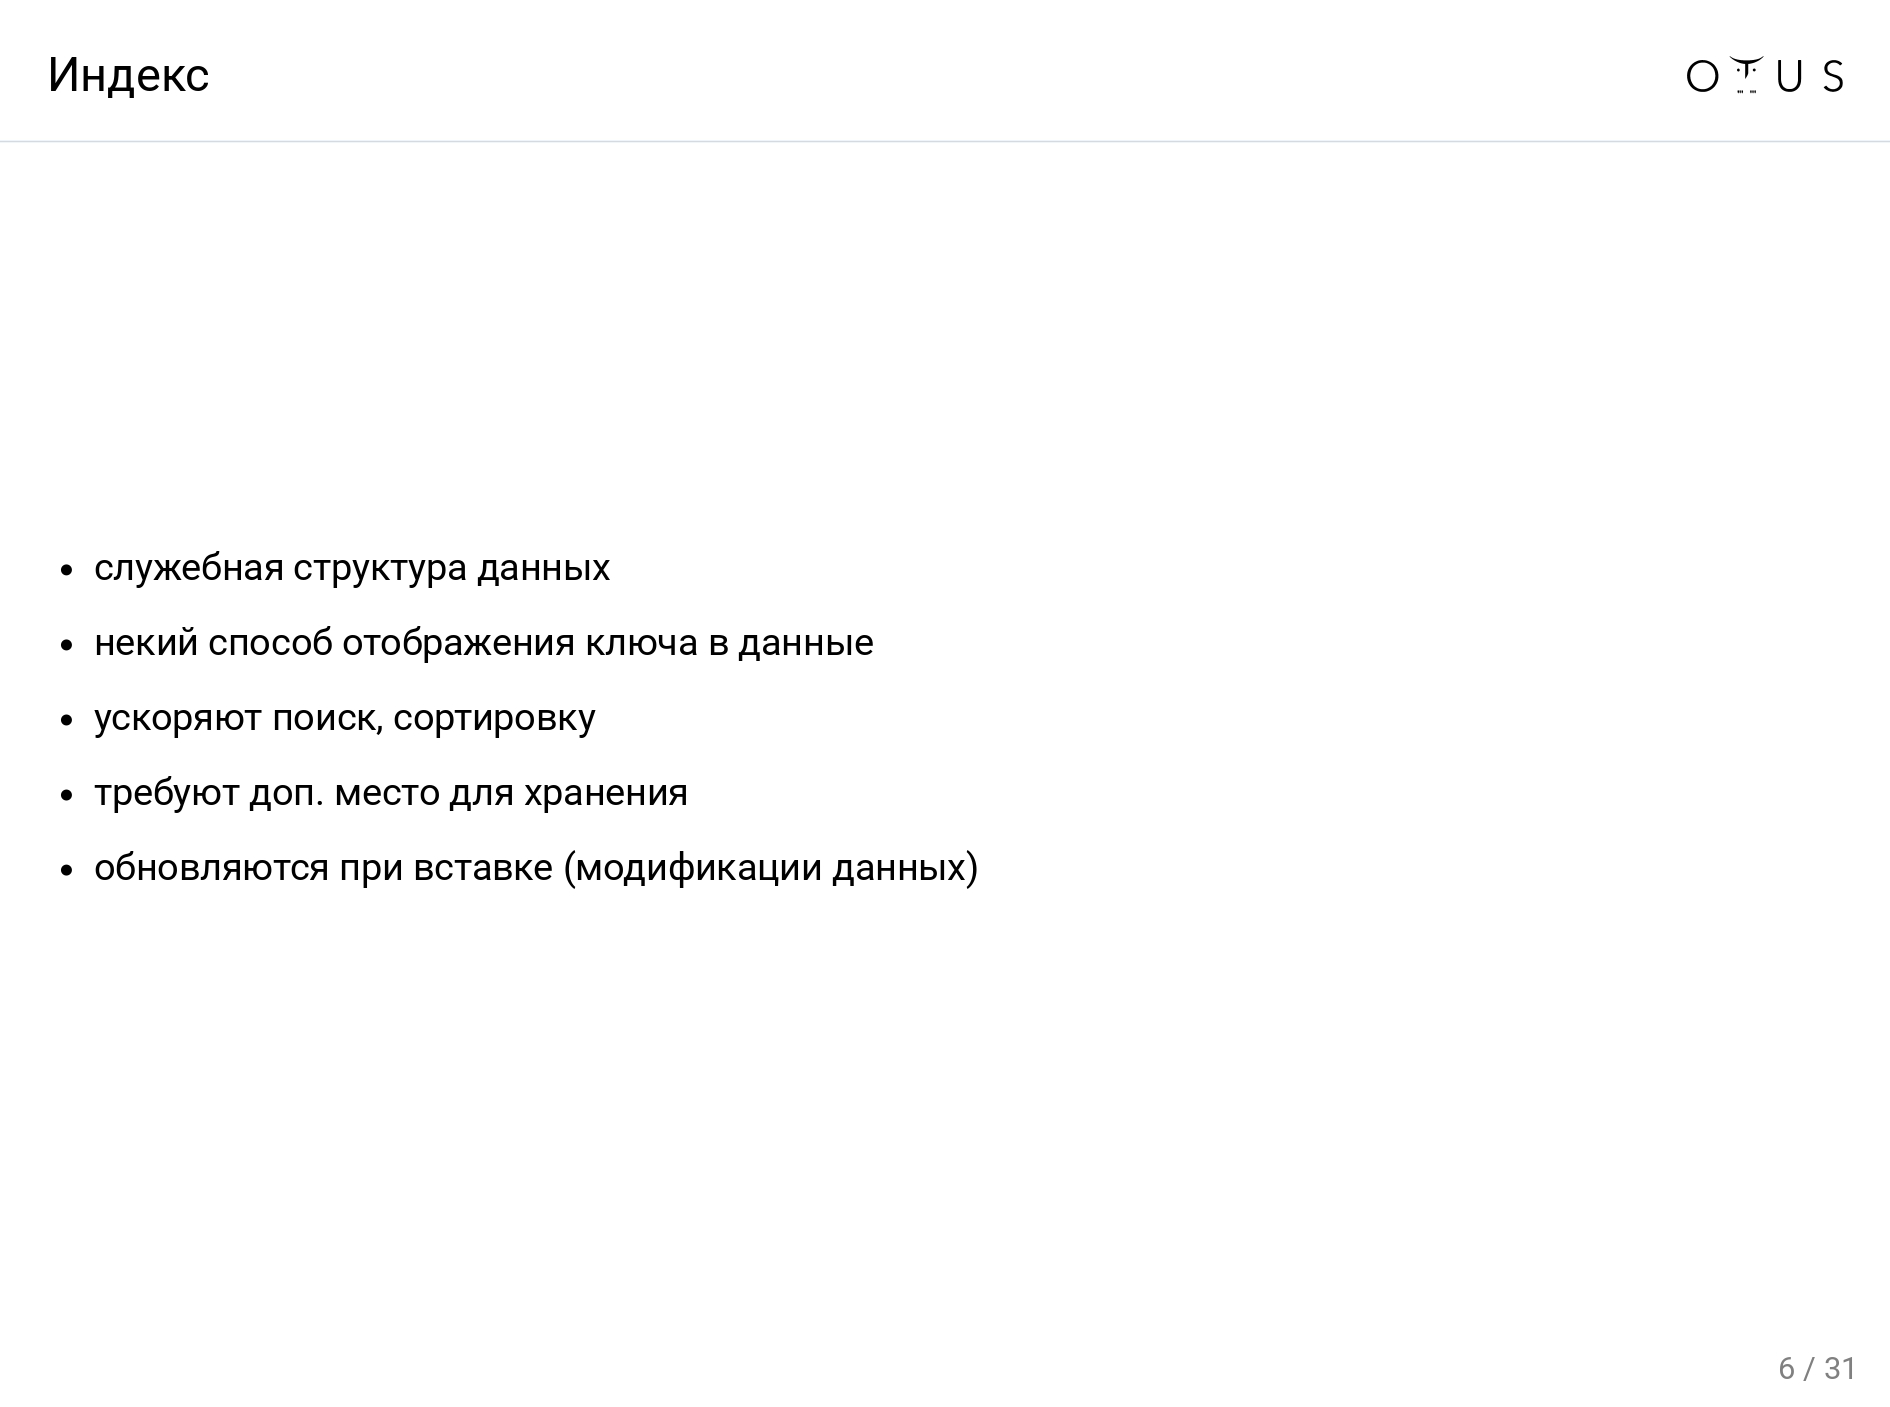 Индекс
OTUS
• служебная структура данных
• некий способ отображения ключа в данные
• ускоряют поиск, сортировку
• требуют доп. место для хранения
• обновляются при вставке (модификации данных)
6 / 31